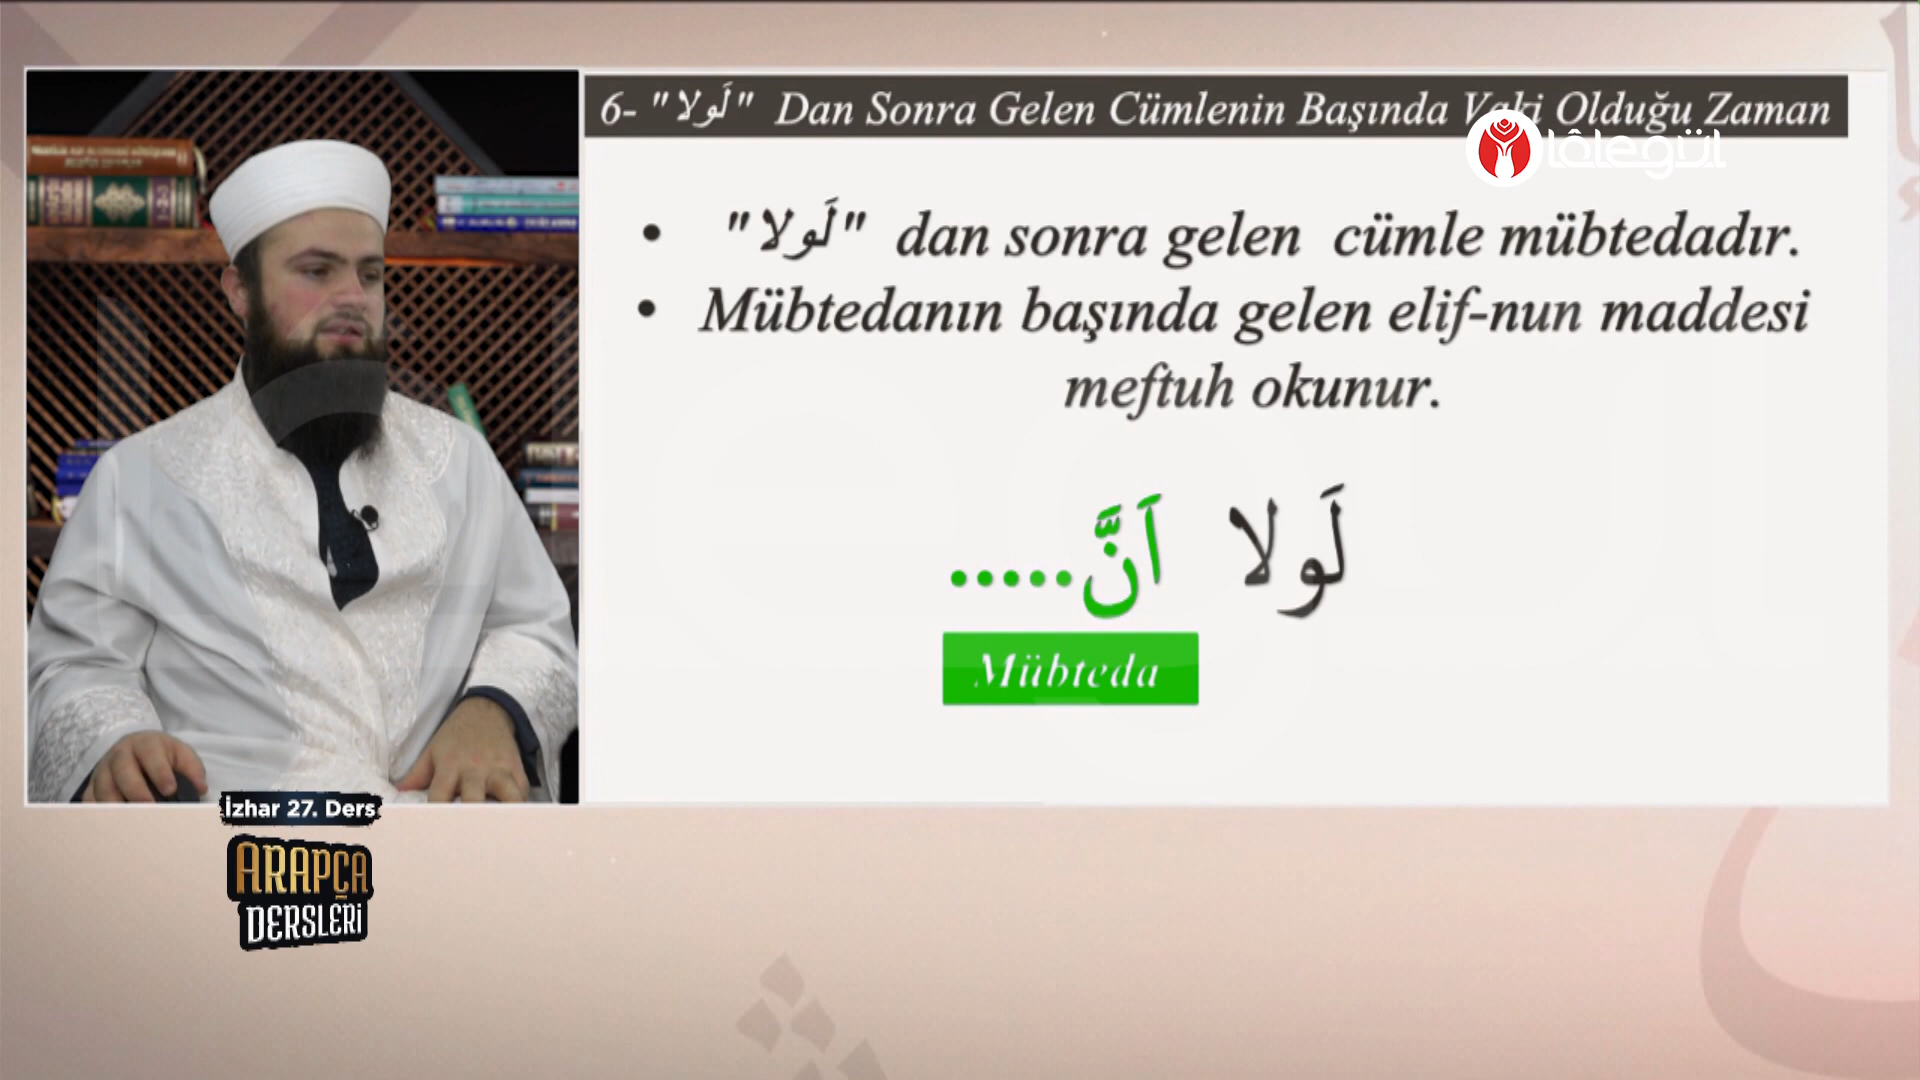 6- "لَولا" Dan Sonra Gelen Cümlenin Başında Vaki Olduğu Zaman
lâlegül
• "لَولا" dan sonra gelen cümle mübtedadır.
• Mübtedanın başında gelen elif-nun maddesi
meftuh okunur.
لَولا اَنَّ.....
Mübteda
İzhar 27. Ders
ARAPÇA
DERSLERİ